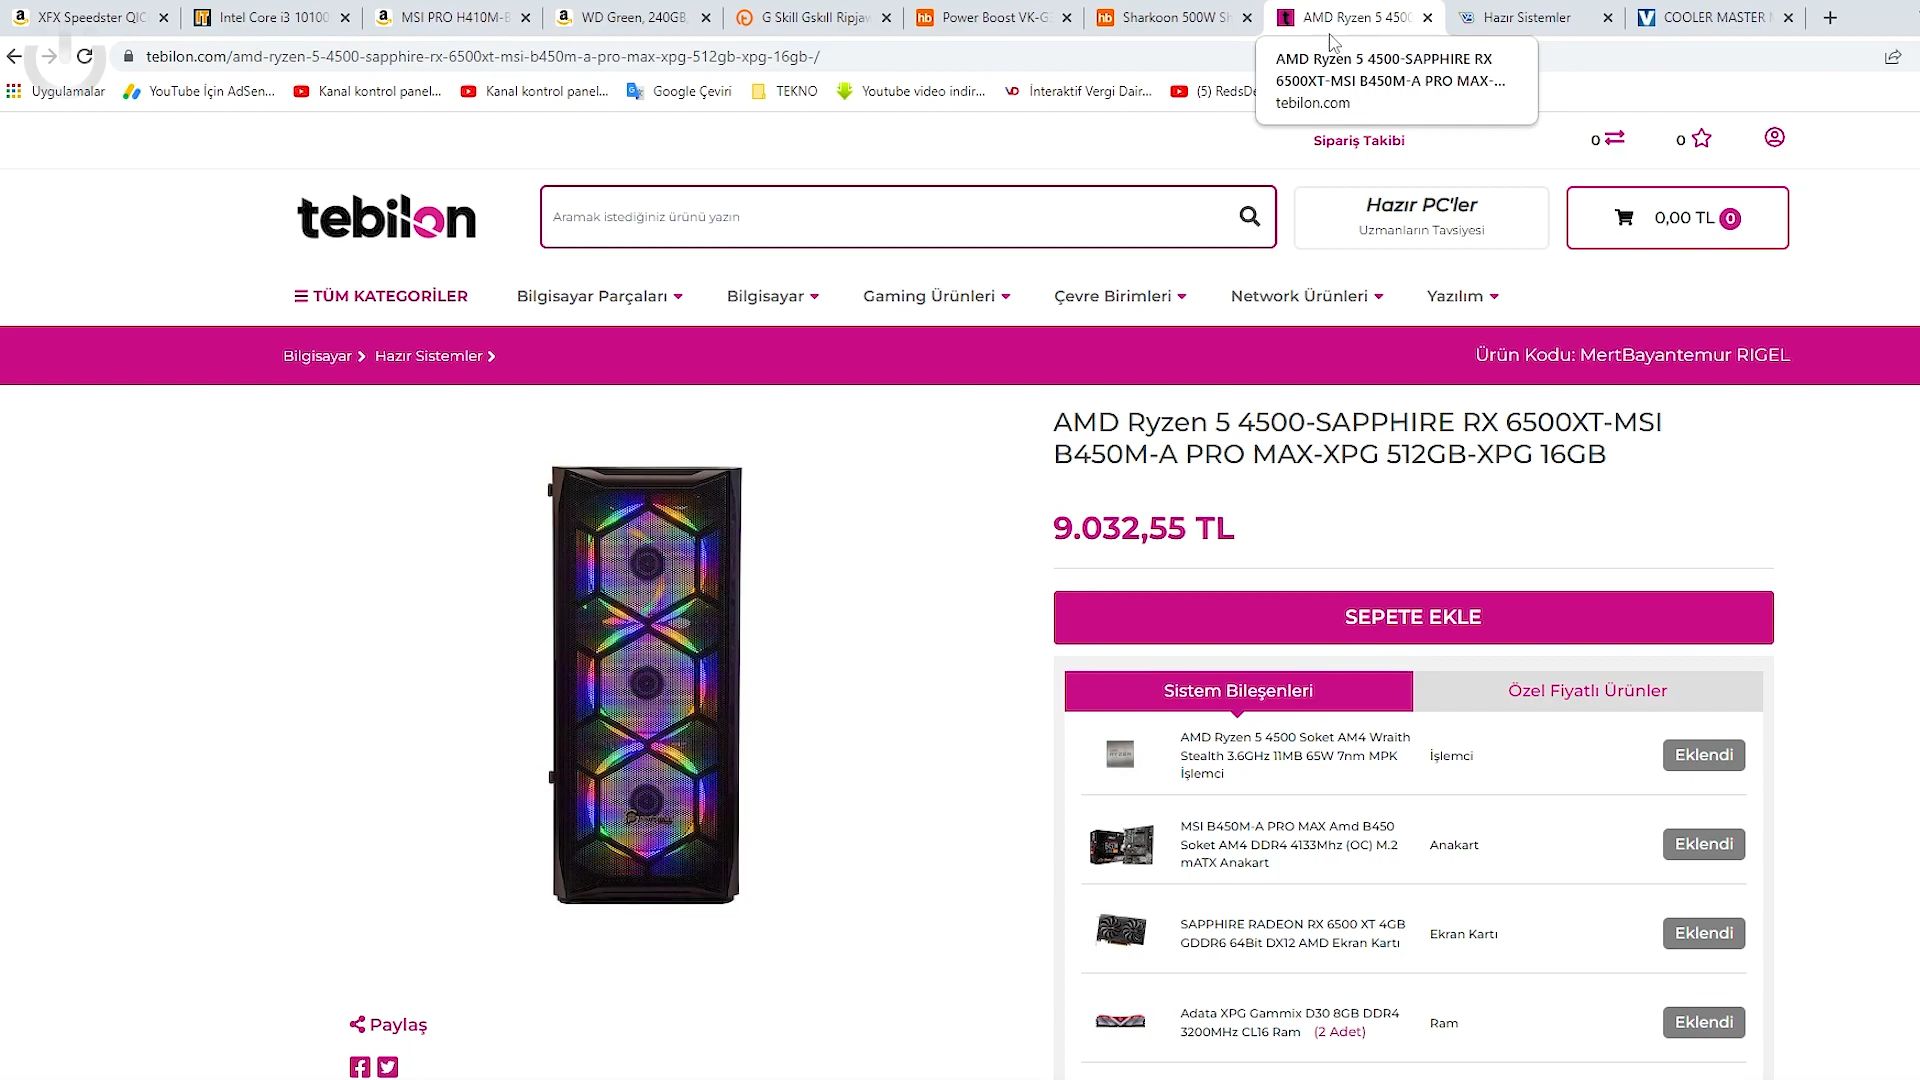 XFX Speedster QIC
Intel Core i3 10100
MSI PRO H410M-B
WD Green, 240GB,
G Skill Gskıll Ripjaw
Power Boost VK-G3
Sharkoon 500W Sh
AMD Ryzen 5 4500
Hazır Sistemler
COOLER MASTER M
tebilon.com/amd-ryzen-5-4500-sapphire-rx-6500xt-msi-b450m-a-pro-max-xpg-512gb-xpg-16gb-/
AMD Ryzen 5 4500-SAPPHIRE RX
6500XT-MSI B450M-A PRO MAX-...
tebilon.com
Uygulamalar
YouTube İçin AdSen...
Kanal kontrol panel...
Kanal kontrol panel...
Google Çeviri
TEKNO
Youtube video indir...
İnteraktif Vergi Dair...
(5) RedsDe
Sipariş Takibi
0
0
tebilon
Aramak istediğiniz ürünü yazın
Hazır PC'ler
Uzmanların Tavsiyesi
0,00 TL 0
TÜM KATEGORİLER
Bilgisayar Parçaları
Bilgisayar
Gaming Ürünleri
Çevre Birimleri
Network Ürünleri
Yazılım
Bilgisayar
Hazır Sistemler
Ürün Kodu: MertBayantemur RIGEL
AMD Ryzen 5 4500-SAPPHIRE RX 6500XT-MSI
B450M-A PRO MAX-XPG 512GB-XPG 16GB
9.032,55 TL
SEPETE EKLE
Sistem Bileşenleri
Özel Fiyatlı Ürünler
AMD Ryzen 5 4500 Soket AM4 Wraith
Stealth 3.6GHz 11MB 65W 7nm MPK
İşlemci
İşlemci
Eklendi
MSI B450M-A PRO MAX Amd B450
Soket AM4 DDR4 4133Mhz (OC) M.2
mATX Anakart
Anakart
Eklendi
SAPPHIRE RADEON RX 6500 XT 4GB
GDDR6 64Bit DX12 AMD Ekran Kartı
Ekran Kartı
Eklendi
Adata XPG Gammix D30 8GB DDR4
3200MHz CL16 Ram (2 Adet)
Ram
Eklendi
Paylaş